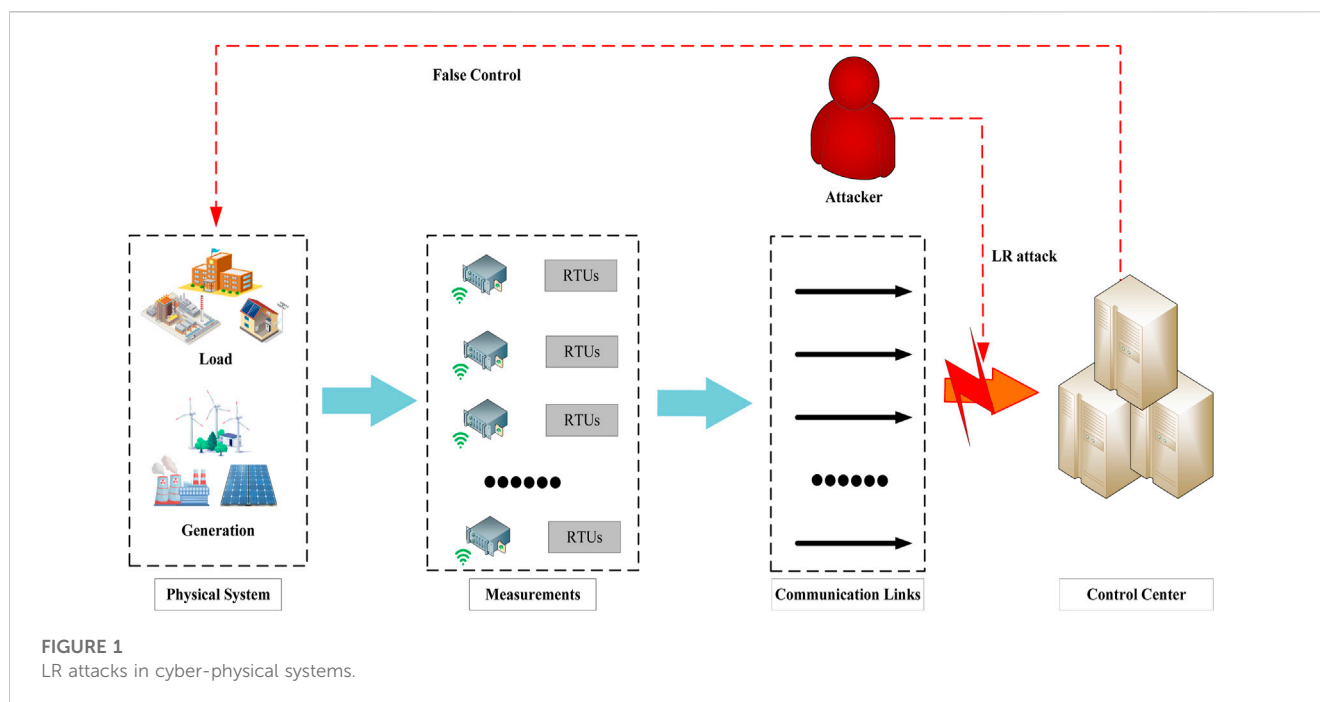 False Control
Attacker
LR attack
Load
Generation
RTUs
RTUs
RTUs
RTUs
Physical System
Measurements
Communication Links
Control Center
FIGURE 1
LR attacks in cyber-physical systems.